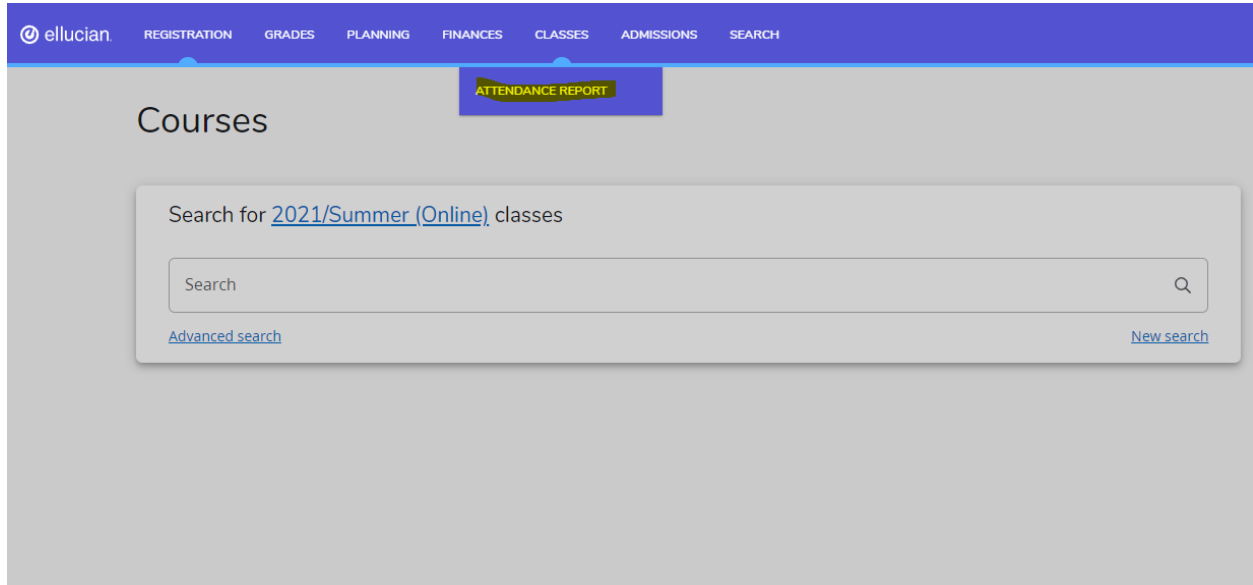 ellucian. REGISTRATION GRADES PLANNING FINANCES CLASSES ADMISSIONS SEARCH
ATTENDANCE REPORT
Courses
Search for 2021/Summer (Online) classes
Search
Advanced search New search